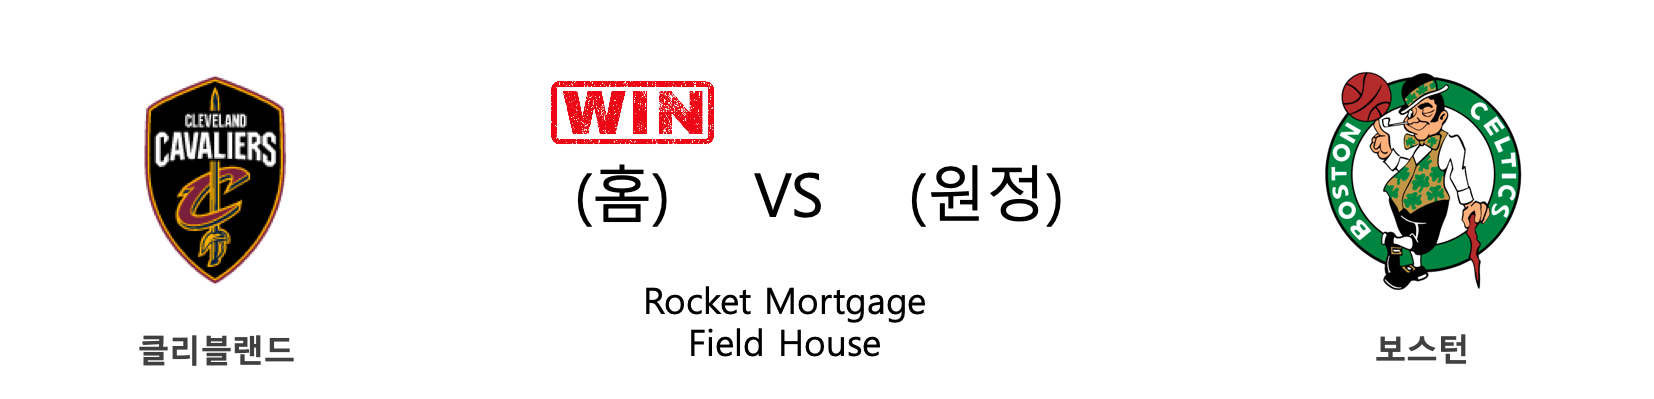 CLEVELAND
CAVALIERS
WIN
(홈) VS (원정)
BOSTON CELTICS
Rocket Mortgage
Field House
클리블랜드
보스턴